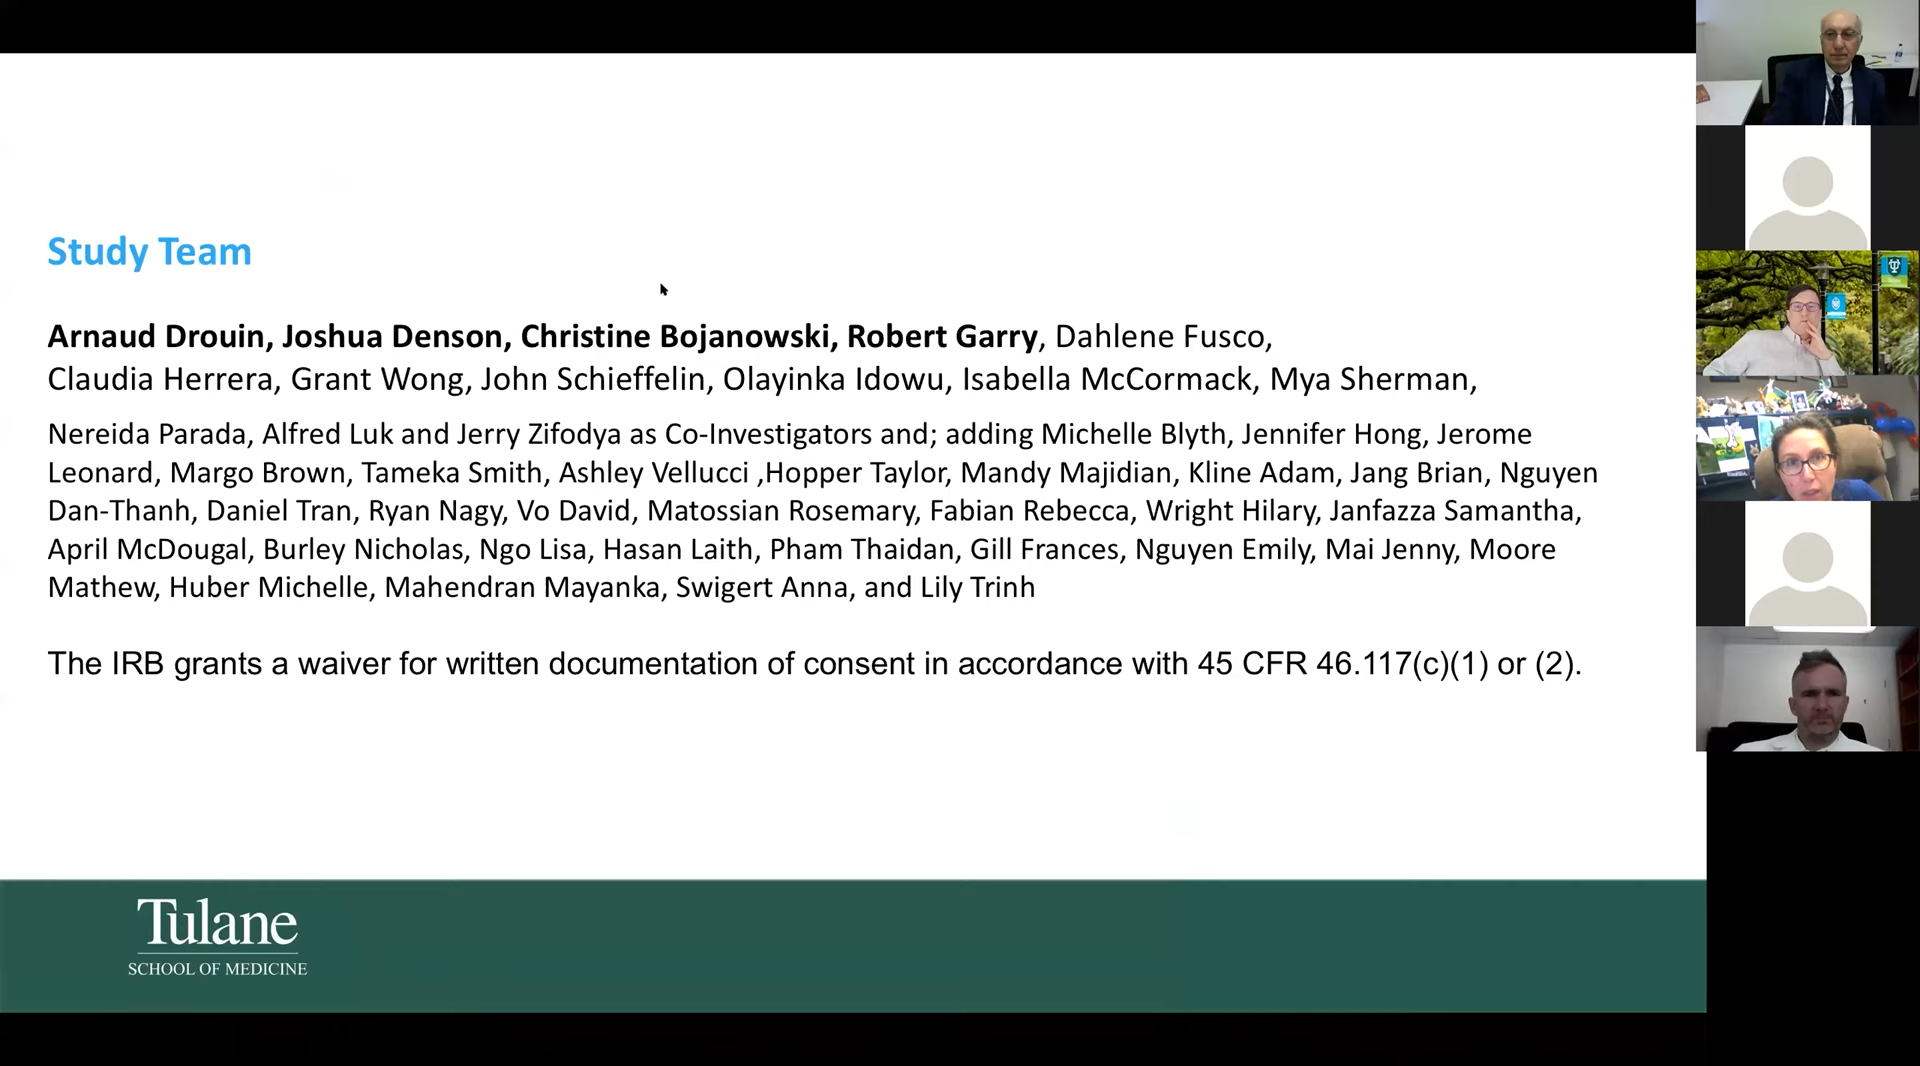 Study Team
Arnaud Drouin, Joshua Denson, Christine Bojanowski, Robert Garry, Dahlene Fusco,
Claudia Herrera, Grant Wong, John Schieffelin, Olayinka Idowu, Isabella McCormack, Mya Sherman,
Nereida Parada, Alfred Luk and Jerry Zifodya as Co-Investigators and; adding Michelle Blyth, Jennifer Hong, Jerome
Leonard, Margo Brown, Tameka Smith, Ashley Vellucci ,Hopper Taylor, Mandy Majidian, Kline Adam, Jang Brian, Nguyen
Dan-Thanh, Daniel Tran, Ryan Nagy, Vo David, Matossian Rosemary, Fabian Rebecca, Wright Hilary, Janfazza Samantha,
April McDougal, Burley Nicholas, Ngo Lisa, Hasan Laith, Pham Thaidan, Gill Frances, Nguyen Emily, Mai Jenny, Moore
Mathew, Huber Michelle, Mahendran Mayanka, Swigert Anna, and Lily Trinh
The IRB grants a waiver for written documentation of consent in accordance with 45 CFR 46.117(c)(1) or (2).
Tulane
SCHOOL OF MEDICINE